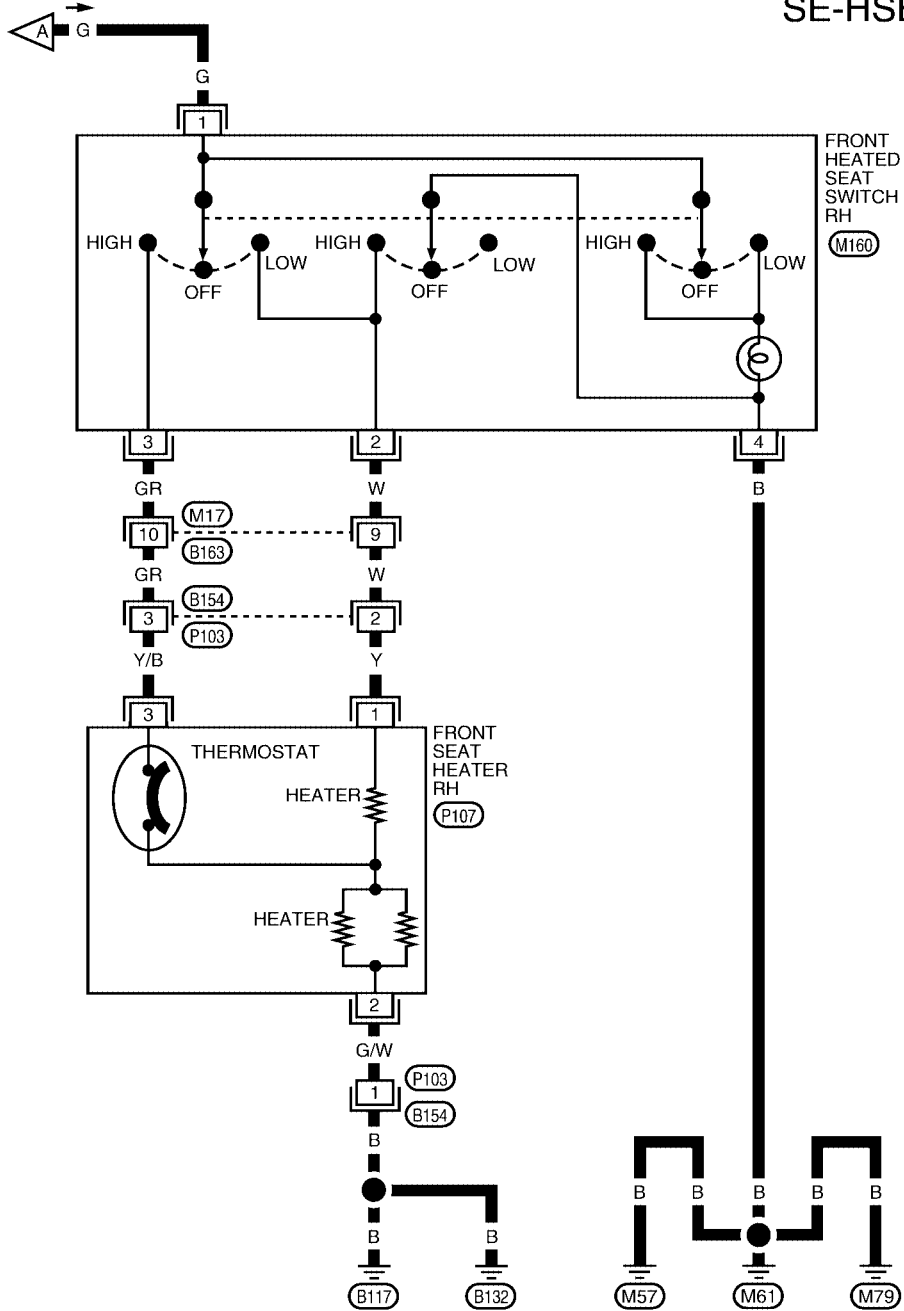 SE-HSE
A G
G
1
FRONT
HEATED
SEAT
SWITCH
RH
M160
HIGH
LOW
OFF
HIGH
LOW
OFF
HIGH
LOW
OFF
3
2
4
GR
W
B
M17
10
9
B163
GR
W
B154
3
2
P103
Y/B
Y
3
1
FRONT
SEAT
HEATER
RH
P107
THERMOSTAT
HEATER
HEATER
2
G/W
P103
1
B154
B
B
B
B
B
B
B
B
B117
B132
M57
M61
M79